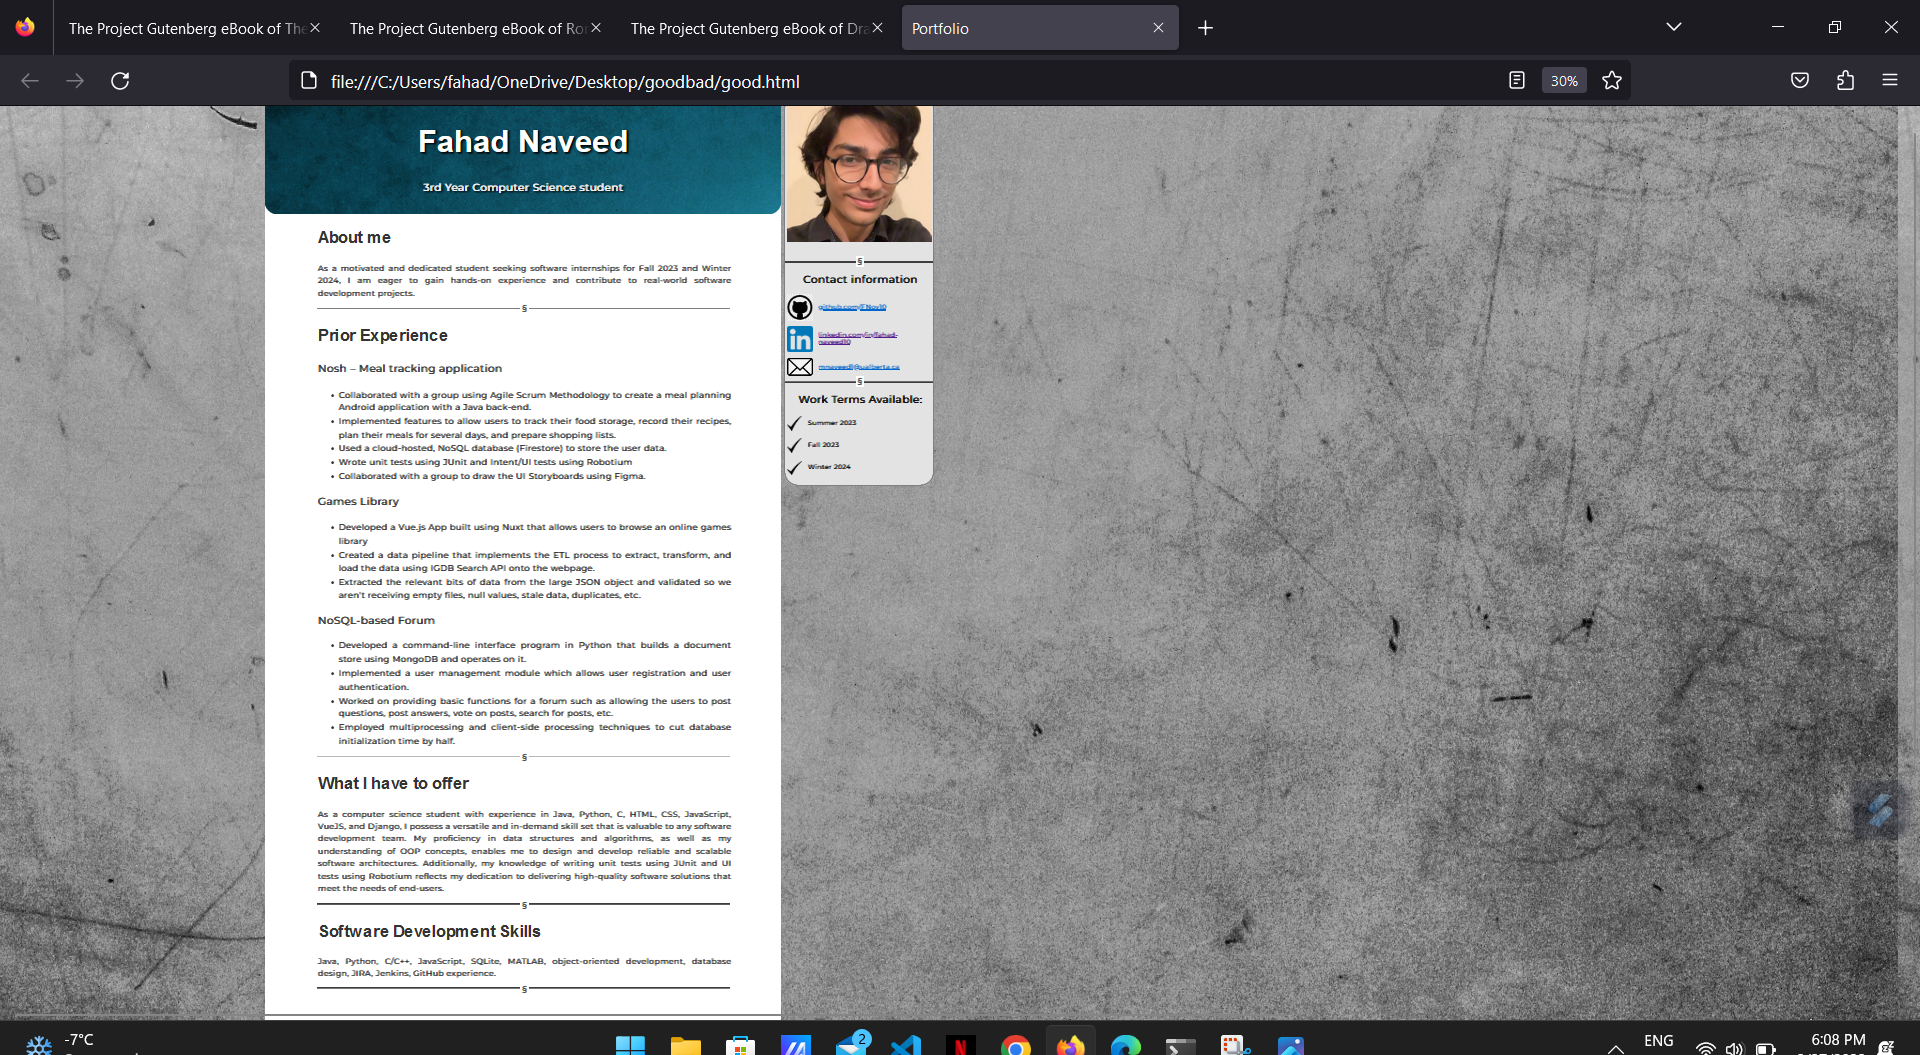 The Project Gutenberg eBook of The
The Project Gutenberg eBook of Ro
The Project Gutenberg eBook of Dra
Portfolio
file:///C:/Users/fahad/OneDrive/Desktop/goodbad/good.html
30%
Fahad Naveed
3rd Year Computer Science student
About me
As a motivated and dedicated student seeking software internships for Fall 2023 and Winter
2024, I am eager to gain hands-on experience and contribute to real-world software
development projects.
§
Prior Experience
Nosh – Meal tracking application
• Collaborated with a group using Agile Scrum Methodology to create a meal planning
Android application with a Java back-end.
• Implemented features to allow users to track their food storage, record their recipes,
plan their meals for several days, and prepare shopping lists.
• Used a cloud-hosted, NoSQL database (Firestore) to store the user data.
• Wrote unit tests using JUnit and Intent/UI tests using Robotium
• Collaborated with a group to draw the UI Storyboards using Figma.
Games Library
• Developed a Vue.js App built using Nuxt that allows users to browse an online games
library
• Created a data pipeline that implements the ETL process to extract, transform, and
load the data using IGDB Search API onto the webpage.
• Extracted the relevant bits of data from the large JSON object and validated so we
aren't receiving empty files, null values, stale data, duplicates, etc.
NoSQL-based Forum
• Developed a command-line interface program in Python that builds a document
store using MongoDB and operates on it.
• Implemented a user management module which allows user registration and user
authentication.
• Worked on providing basic functions for a forum such as allowing the users to post
questions, post answers, vote on posts, search for posts, etc.
• Employed multiprocessing and client-side processing techniques to cut database
initialization time by half.
§
What I have to offer
As a computer science student with experience in Java, Python, C, HTML, CSS, JavaScript,
VueJS, and Django, I possess a versatile and in-demand skill set that is valuable to any software
development team. My proficiency in data structures and algorithms, as well as my
understanding of OOP concepts, enables me to design and develop reliable and scalable
software architectures. Additionally, my knowledge of writing unit tests using JUnit and UI
tests using Robotium reflects my dedication to delivering high-quality software solutions that
meet the needs of end-users.
§
Software Development Skills
Java, Python, C/C++, JavaScript, SQLite, MATLAB, object-oriented development, database
design, JIRA, Jenkins, GitHub experience.
§
§
Contact information
github.com/FNav10
in
linkedin.com/in/fahad-
naveed10
mnaveed1@ualberta.ca
§
Work Terms Available:
Summer 2023
Fall 2023
Winter 2024
-7°C
2
ENG
6:08 PM